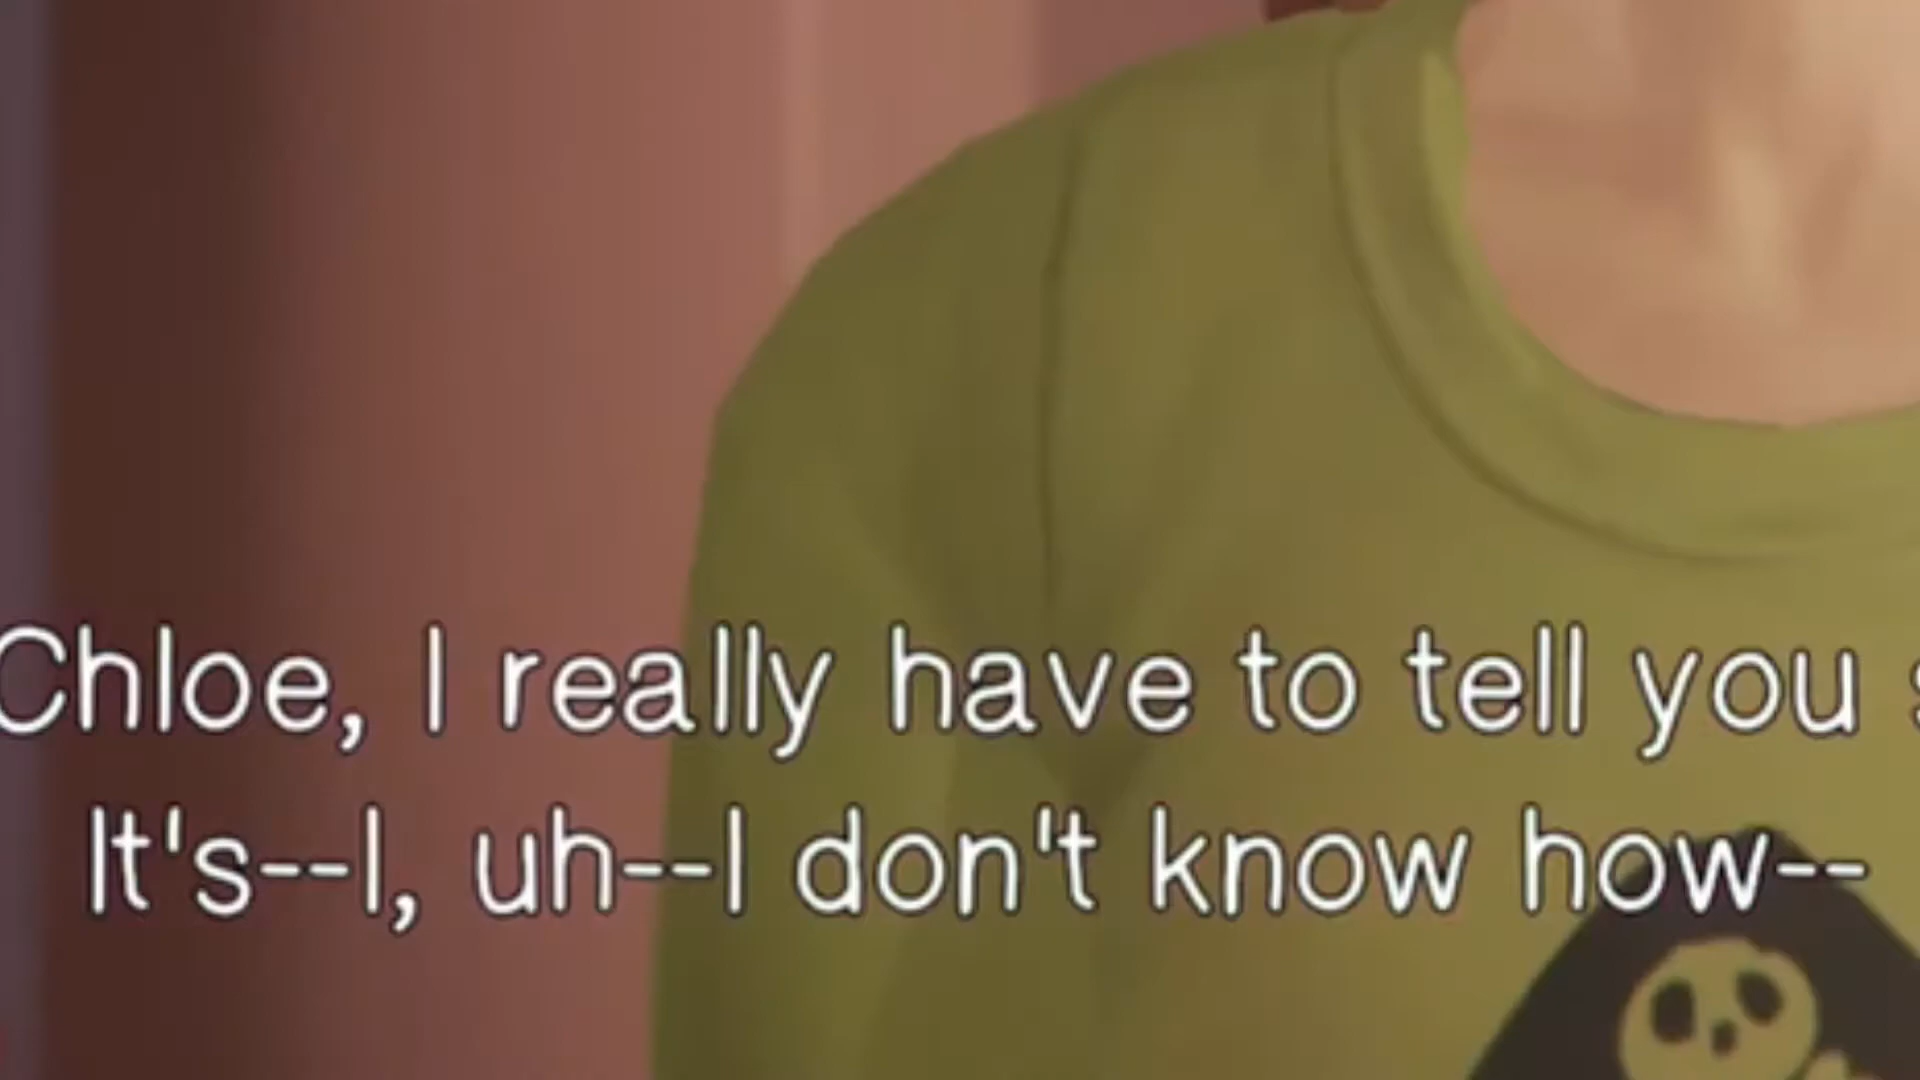 Chloe, I really have to tell you
It's--I, uh--I don't know how--